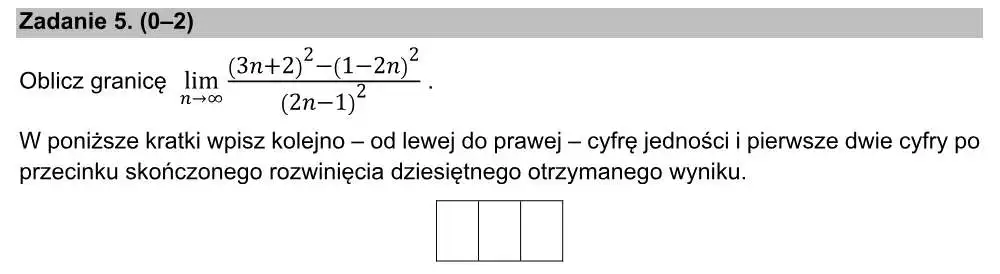 Zadanie 5. (0–2)
Oblicz granicę lim n→∞ (3n+2)²−(1−2n)² / (2n−1)² .
W poniższe kratki wpisz kolejno – od lewej do prawej – cyfrę jedności i pierwsze dwie cyfry po
przecinku skończonego rozwinięcia dziesiętnego otrzymanego wyniku.